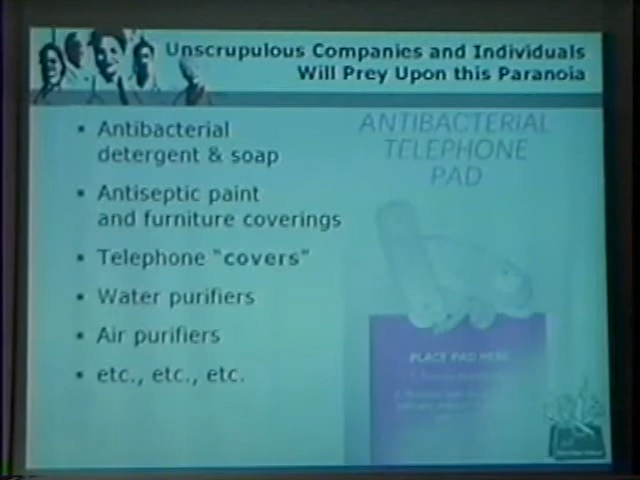 Unscrupulous Companies and Individuals
Will Prey Upon this Paranoia
• Antibacterial
detergent & soap
• Antiseptic paint
and furniture coverings
• Telephone "covers"
• Water purifiers
• Air purifiers
• etc., etc., etc.
ANTIBACTERIAL
TELEPHONE
PAD
PLACE PAD HERE